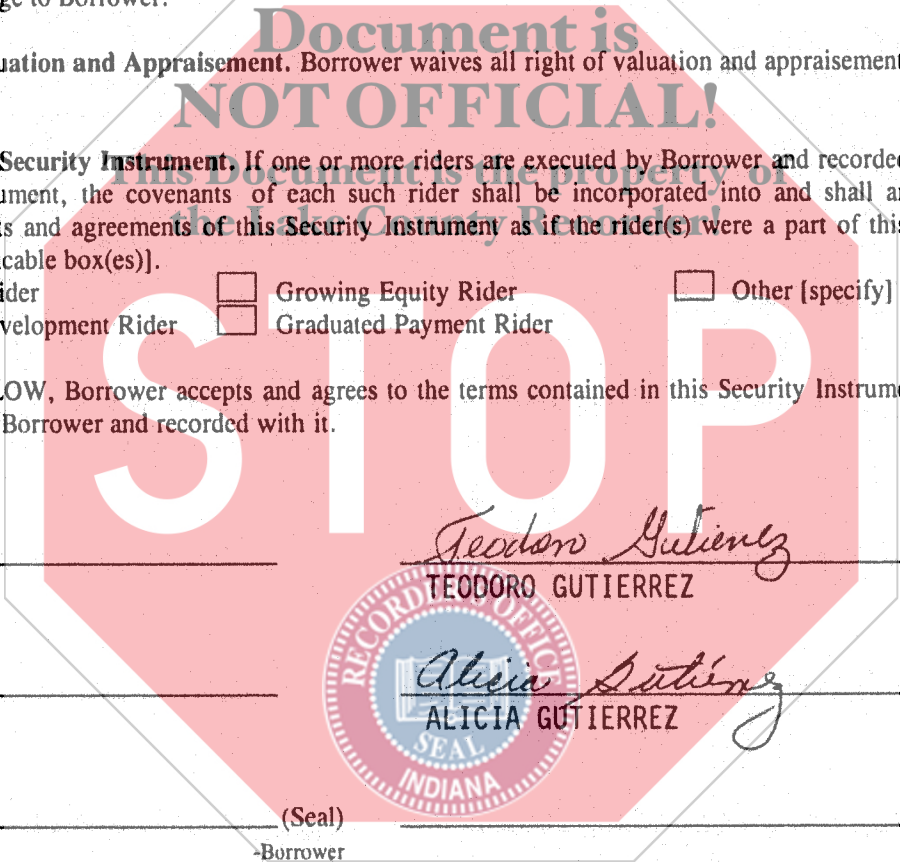 ge to Borrower.
Document is
uation and Appraisement. Borrower waives all right of valuation and appraisement
NOT OFFICIAL!
Security Instrument. If one or more riders are executed by Borrower and recorded
This Document is the property of
ument, the covenants of each such rider shall be incorporated into and shall a
the Lake County Recorder!
s and agreements of this Security Instrument as if the rider(s) were a part of this
cable box(es)].
ider Growing Equity Rider Other [specify]
velopment Rider Graduated Payment Rider
STOP
LOW, Borrower accepts and agrees to the terms contained in this Security Instrume
Borrower and recorded with it.
Teodoro Gutierrez
TEODORO GUTIERREZ
RECORDER'S OFFICE
Alicia Gutiérrez
ALICIA GUTIERREZ
SEAL
INDIANA
(Seal)
-Borrower